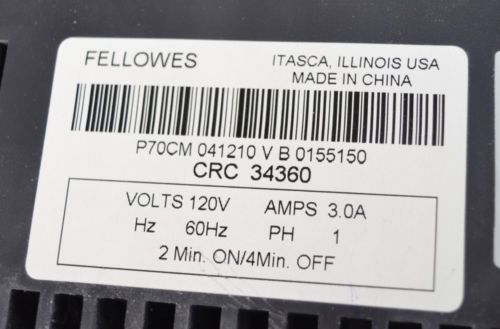 FELLOWES
ITASCA, ILLINOIS USA
MADE IN CHINA
P70CM 041210 V B 0155150
CRC 34360
VOLTS 120V AMPS 3.0A
Hz 60Hz PH 1
2 Min. ON/4Min. OFF